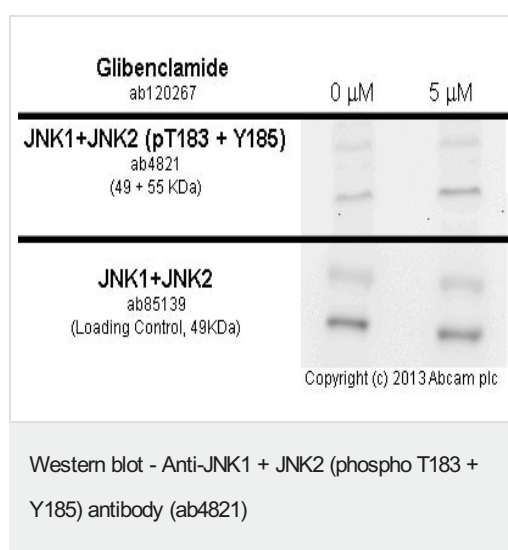 Glibenclamide
ab120267
0 µM 5 µM
JNK1+JNK2 (pT183 + Y185)
ab4821
(49 + 55 KDa)
JNK1+JNK2
ab85139
(Loading Control, 49KDa)
Copyright (c) 2013 Abcam plc
Western blot - Anti-JNK1 + JNK2 (phospho T183 +
Y185) antibody (ab4821)